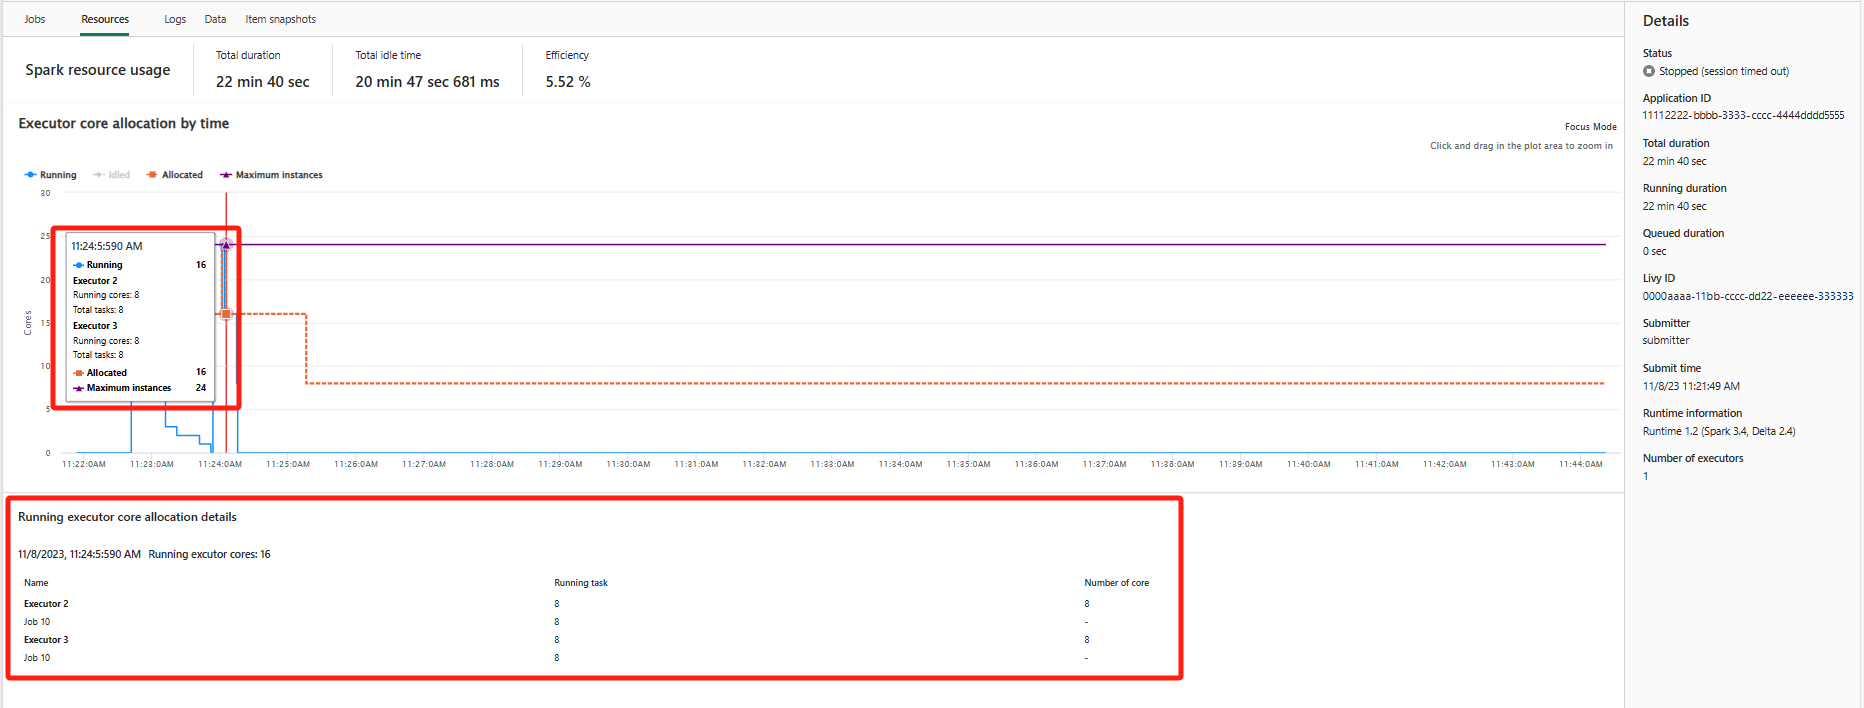 Jobs Resources Logs Data Item snapshots
Spark resource usage
Total duration
22 min 40 sec
Total idle time
20 min 47 sec 681 ms
Efficiency
5.52 %
Executor core allocation by time
Focus Mode
Click and drag in the plot area to zoom in
Running Idled Allocated Maximum instances
Cores
30
25
20
15
10
5
0
11:24:5:590 AM
Running 16
Executor 2
Running cores: 8
Total tasks: 8
Executor 3
Running cores: 8
Total tasks: 8
Allocated 16
Maximum instances 24
11:22:0AM 11:23:0AM 11:24:0AM 11:25:0AM 11:26:0AM 11:27:0AM 11:28:0AM 11:29:0AM 11:30:0AM 11:31:0AM 11:32:0AM 11:33:0AM 11:34:0AM 11:35:0AM 11:36:0AM 11:37:0AM 11:38:0AM 11:39:0AM 11:40:0AM 11:41:0AM 11:42:0AM 11:43:0AM 11:44:0AM
Running executor core allocation details
11/8/2023, 11:24:5:590 AM Running excutor cores: 16
Name Running task Number of core
Executor 2 8 8
Job 10 8 -
Executor 3 8 8
Job 10 8 -
Details
Status
Stopped (session timed out)
Application ID
11112222-bbbb-3333-cccc-4444dddd5555
Total duration
22 min 40 sec
Running duration
22 min 40 sec
Queued duration
0 sec
Livy ID
0000aaaa-11bb-cccc-dd22-eeeeee-333333
Submitter
submitter
Submit time
11/8/23 11:21:49 AM
Runtime information
Runtime 1.2 (Spark 3.4, Delta 2.4)
Number of executors
1